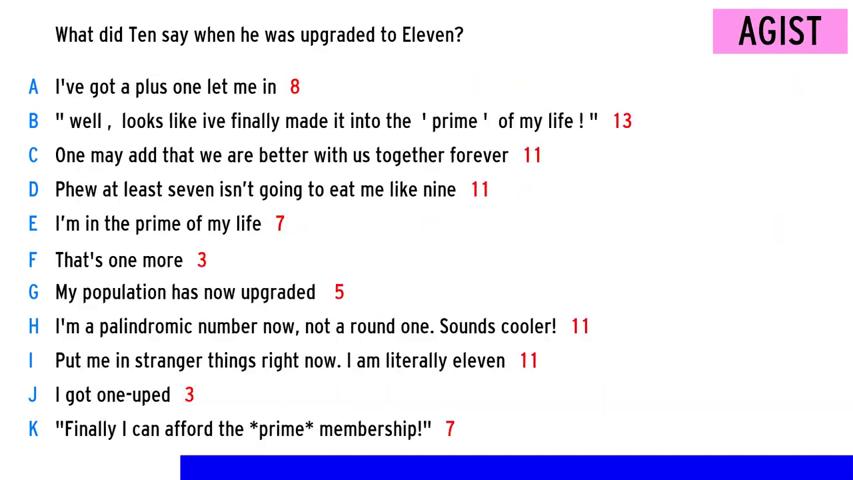 What did Ten say when he was upgraded to Eleven?
AGIST
A I've got a plus one let me in 8
B " well , looks like ive finally made it into the ' prime ' of my life ! " 13
C One may add that we are better with us together forever 11
D Phew at least seven isn’t going to eat me like nine 11
E I’m in the prime of my life 7
F That's one more 3
G My population has now upgraded 5
H I'm a palindromic number now, not a round one. Sounds cooler! 11
I Put me in stranger things right now. I am literally eleven 11
J I got one-uped 3
K "Finally I can afford the *prime* membership!" 7